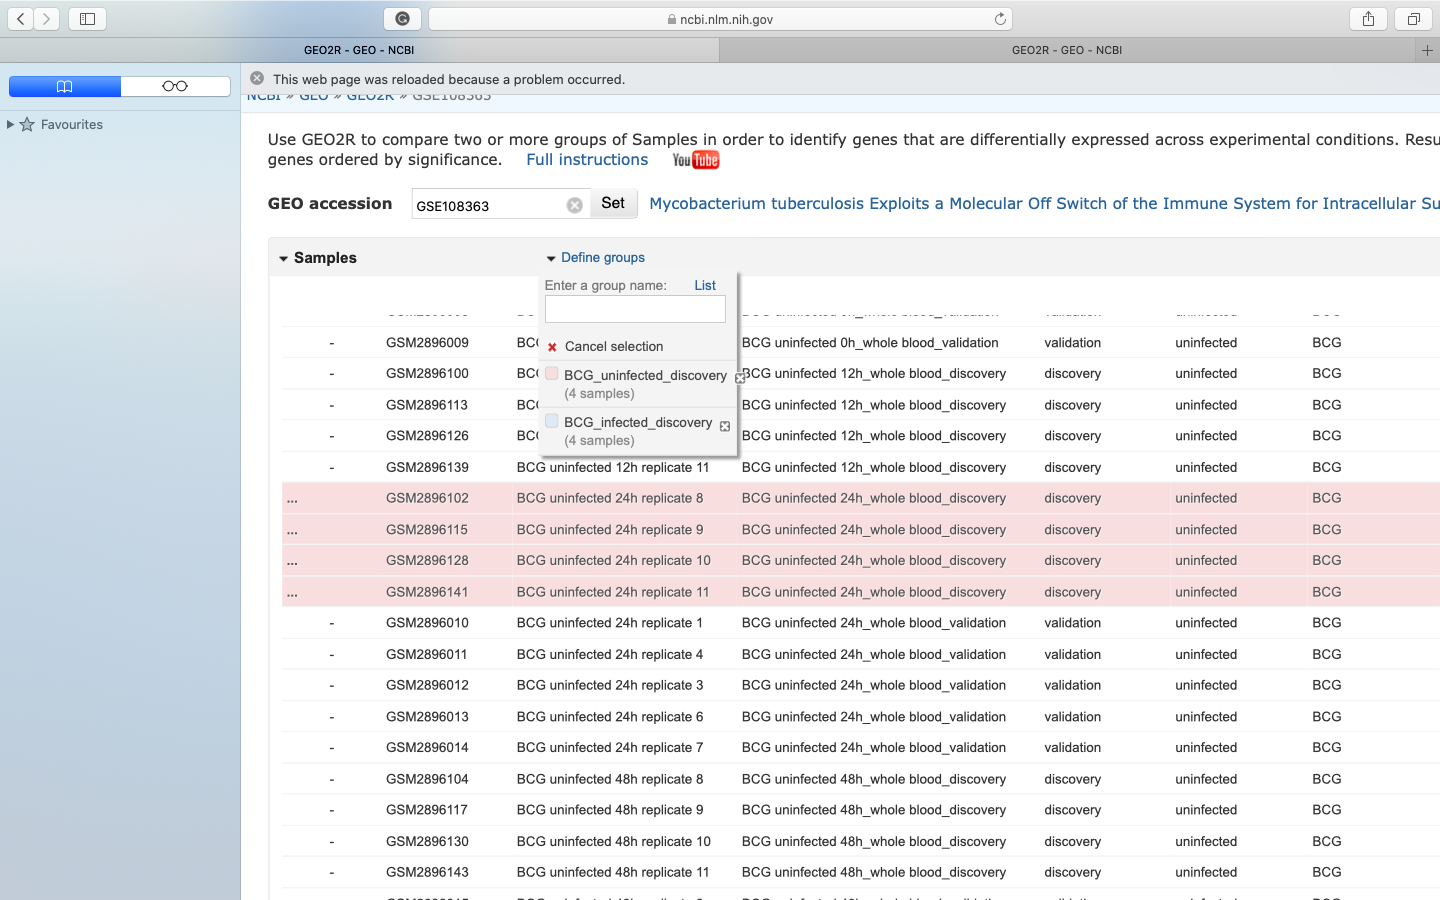 ncbi.nlm.nih.gov
GEO2R - GEO - NCBI
GEO2R - GEO - NCBI
This web page was reloaded because a problem occurred.
Favourites
NCBI » GEO » GEO2R » GSE108363
Use GEO2R to compare two or more groups of Samples in order to identify genes that are differentially expressed across experimental conditions. Resu
genes ordered by significance. Full instructions YouTube
GEO accession GSE108363 Set Mycobacterium tuberculosis Exploits a Molecular Off Switch of the Immune System for Intracellular Su
Samples Define groups
Enter a group name: List
Cancel selection
BCG_uninfected_discovery
(4 samples)
BCG_infected_discovery
(4 samples)
- GSM2896009 BCG uninfected 0h_whole blood_validation validation uninfected BCG
- GSM2896100 BCG uninfected 12h_whole blood_discovery discovery uninfected BCG
- GSM2896113 BCG uninfected 12h_whole blood_discovery discovery uninfected BCG
- GSM2896126 BCG uninfected 12h_whole blood_discovery discovery uninfected BCG
- GSM2896139 BCG uninfected 12h replicate 11 BCG uninfected 12h_whole blood_discovery discovery uninfected BCG
... GSM2896102 BCG uninfected 24h replicate 8 BCG uninfected 24h_whole blood_discovery discovery uninfected BCG
... GSM2896115 BCG uninfected 24h replicate 9 BCG uninfected 24h_whole blood_discovery discovery uninfected BCG
... GSM2896128 BCG uninfected 24h replicate 10 BCG uninfected 24h_whole blood_discovery discovery uninfected BCG
... GSM2896141 BCG uninfected 24h replicate 11 BCG uninfected 24h_whole blood_discovery discovery uninfected BCG
- GSM2896010 BCG uninfected 24h replicate 1 BCG uninfected 24h_whole blood_validation validation uninfected BCG
- GSM2896011 BCG uninfected 24h replicate 4 BCG uninfected 24h_whole blood_validation validation uninfected BCG
- GSM2896012 BCG uninfected 24h replicate 3 BCG uninfected 24h_whole blood_validation validation uninfected BCG
- GSM2896013 BCG uninfected 24h replicate 6 BCG uninfected 24h_whole blood_validation validation uninfected BCG
- GSM2896014 BCG uninfected 24h replicate 7 BCG uninfected 24h_whole blood_validation validation uninfected BCG
- GSM2896104 BCG uninfected 48h replicate 8 BCG uninfected 48h_whole blood_discovery discovery uninfected BCG
- GSM2896117 BCG uninfected 48h replicate 9 BCG uninfected 48h_whole blood_discovery discovery uninfected BCG
- GSM2896130 BCG uninfected 48h replicate 10 BCG uninfected 48h_whole blood_discovery discovery uninfected BCG
- GSM2896143 BCG uninfected 48h replicate 11 BCG uninfected 48h_whole blood_discovery discovery uninfected BCG